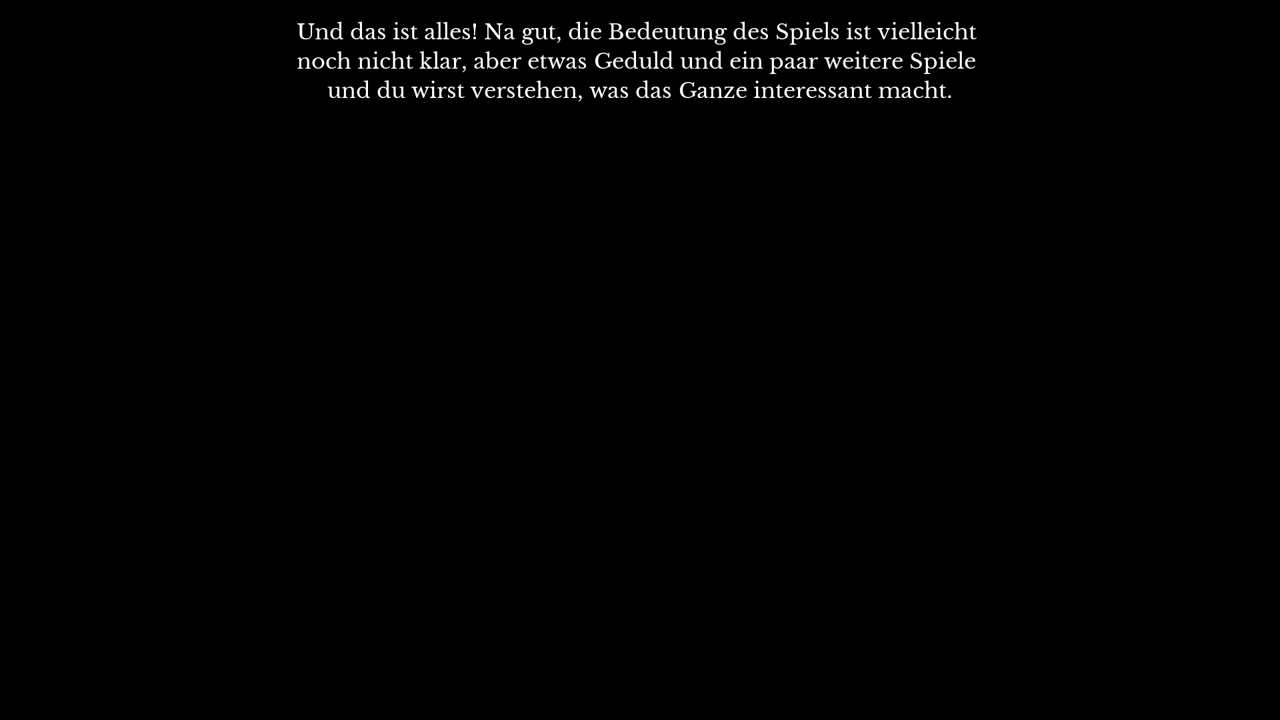 Und das ist alles! Na gut, die Bedeutung des Spiels ist vielleicht
noch nicht klar, aber etwas Geduld und ein paar weitere Spiele
und du wirst verstehen, was das Ganze interessant macht.